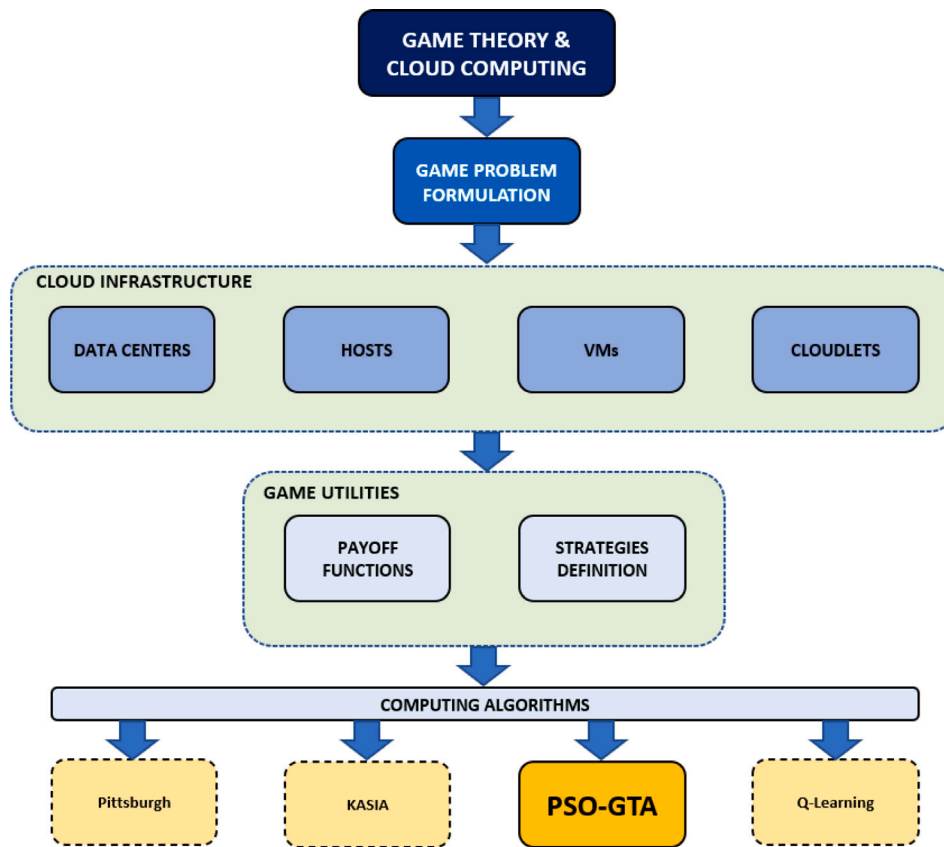 GAME THEORY &
CLOUD COMPUTING
GAME PROBLEM
FORMULATION
CLOUD INFRASTRUCTURE
DATA CENTERS
HOSTS
VMs
CLOUDLETS
GAME UTILITIES
PAYOFF
FUNCTIONS
STRATEGIES
DEFINITION
COMPUTING ALGORITHMS
Pittsburgh
KASIA
PSO-GTA
Q-Learning